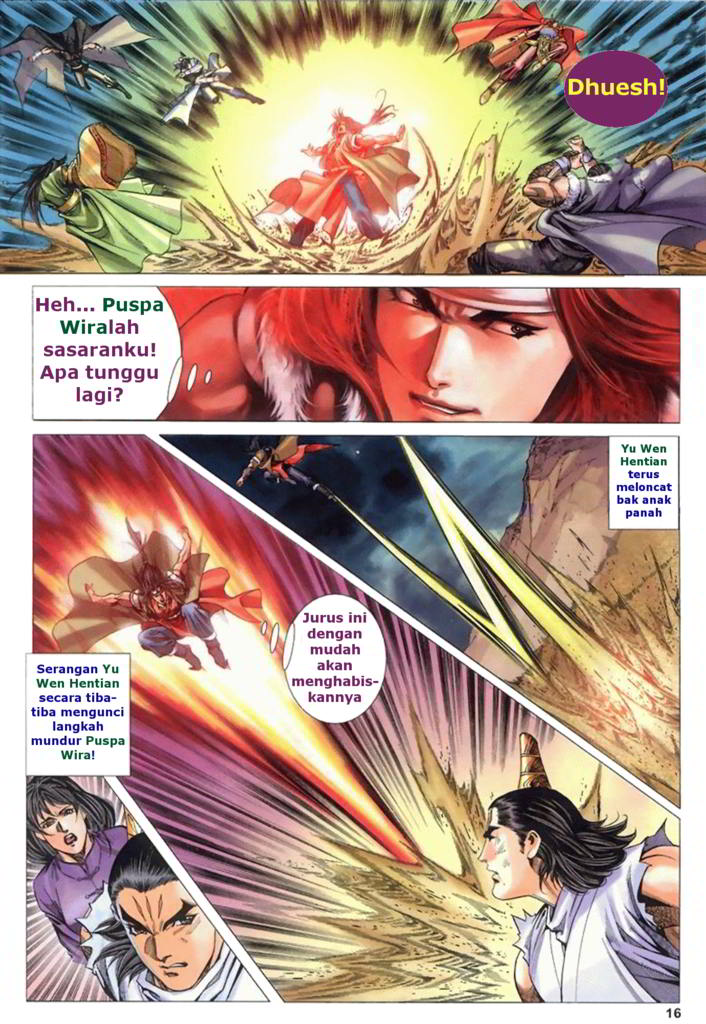 Dhuesh!
Heh... Puspa
Wiralah
sasaranku!
Apa tunggu
lagi?
Yu Wen
Hentian
terus
meloncat
bak anak
panah
Jurus ini
dengan
mudah
akan
menghabis-
kannya
Serangan Yu
Wen Hentian
secara tiba-
tiba mengunci
langkah
mundur Puspa
Wira!
16